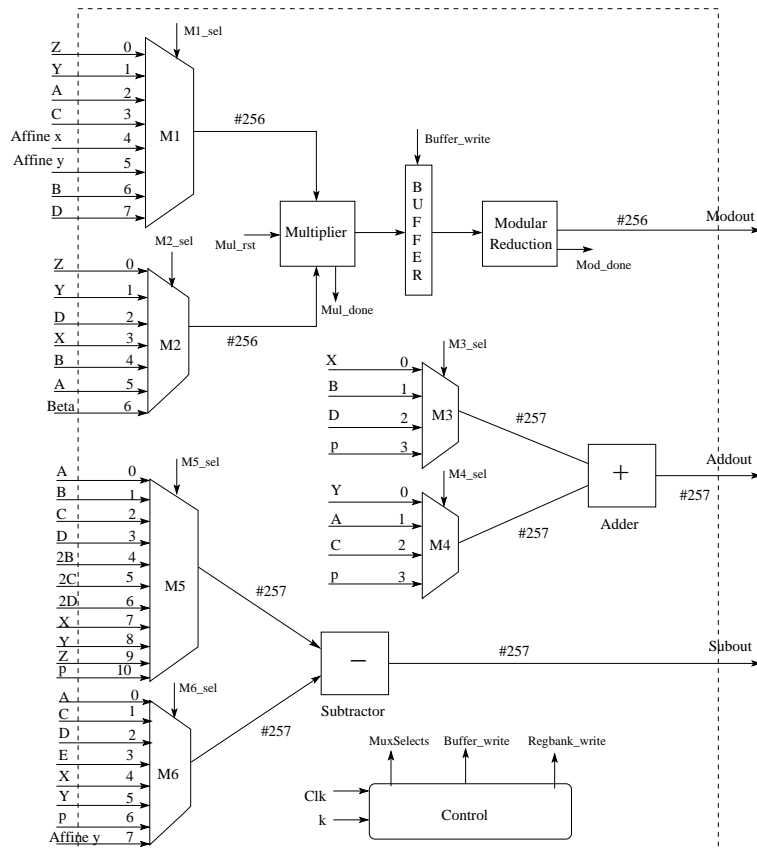 M1_sel
Z 0
Y 1
A 2
C 3
Affine x 4
Affine y 5
B 6
D 7
M1
#256
M2_sel
Z 0
Y 1
D 2
X 3
B 4
A 5
Beta 6
M2
#256
Mul_rst
Multiplier
Mul_done
Buffer_write
BUFFER
Modular
Reduction
#256
Modout
Mod_done
M3_sel
X 0
B 1
D 2
p 3
M3
#257
M4_sel
Y 0
A 1
C 2
p 3
M4
#257
+
Adder
Addout
#257
M5_sel
A 0
B 1
C 2
D 3
2B 4
2C 5
2D 6
X 7
Y 8
Z 9
p 10
M5
#257
M6_sel
A 0
C 1
D 2
E 3
X 4
Y 5
p 6
Affine y 7
M6
#257
−
Subtractor
#257
Subout
MuxSelects
Buffer_write
Regbank_write
Clk
k
Control